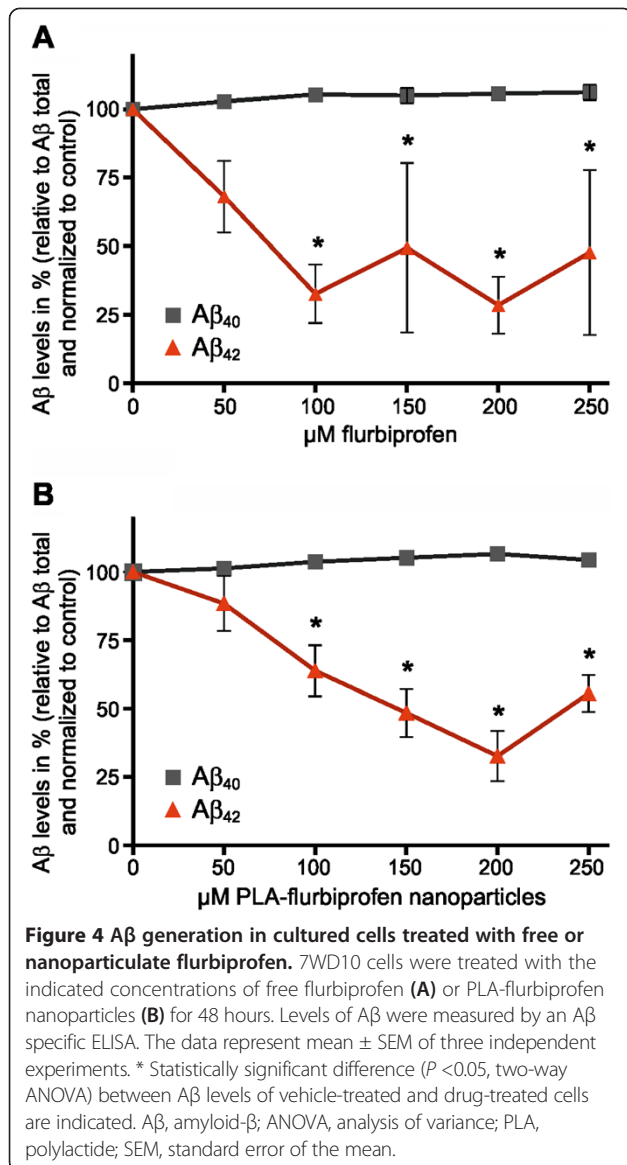 A
Aβ levels in % (relative to Aβ total
and normalized to control)
100
75
50
25
0
* * * *
Aβ₄₀
Aβ₄₂
0 50 100 150 200 250
µM flurbiprofen
B
Aβ levels in % (relative to Aβ total
and normalized to control)
100
75
50
25
0
* * * *
Aβ₄₀
Aβ₄₂
0 50 100 150 200 250
µM PLA-flurbiprofen nanoparticles
Figure 4 Aβ generation in cultured cells treated with free or
nanoparticulate flurbiprofen. 7WD10 cells were treated with the
indicated concentrations of free flurbiprofen (A) or PLA-flurbiprofen
nanoparticles (B) for 48 hours. Levels of Aβ were measured by an Aβ
specific ELISA. The data represent mean ± SEM of three independent
experiments. * Statistically significant difference (P <0.05, two-way
ANOVA) between Aβ levels of vehicle-treated and drug-treated cells
are indicated. Aβ, amyloid-β; ANOVA, analysis of variance; PLA,
polylactide; SEM, standard error of the mean.